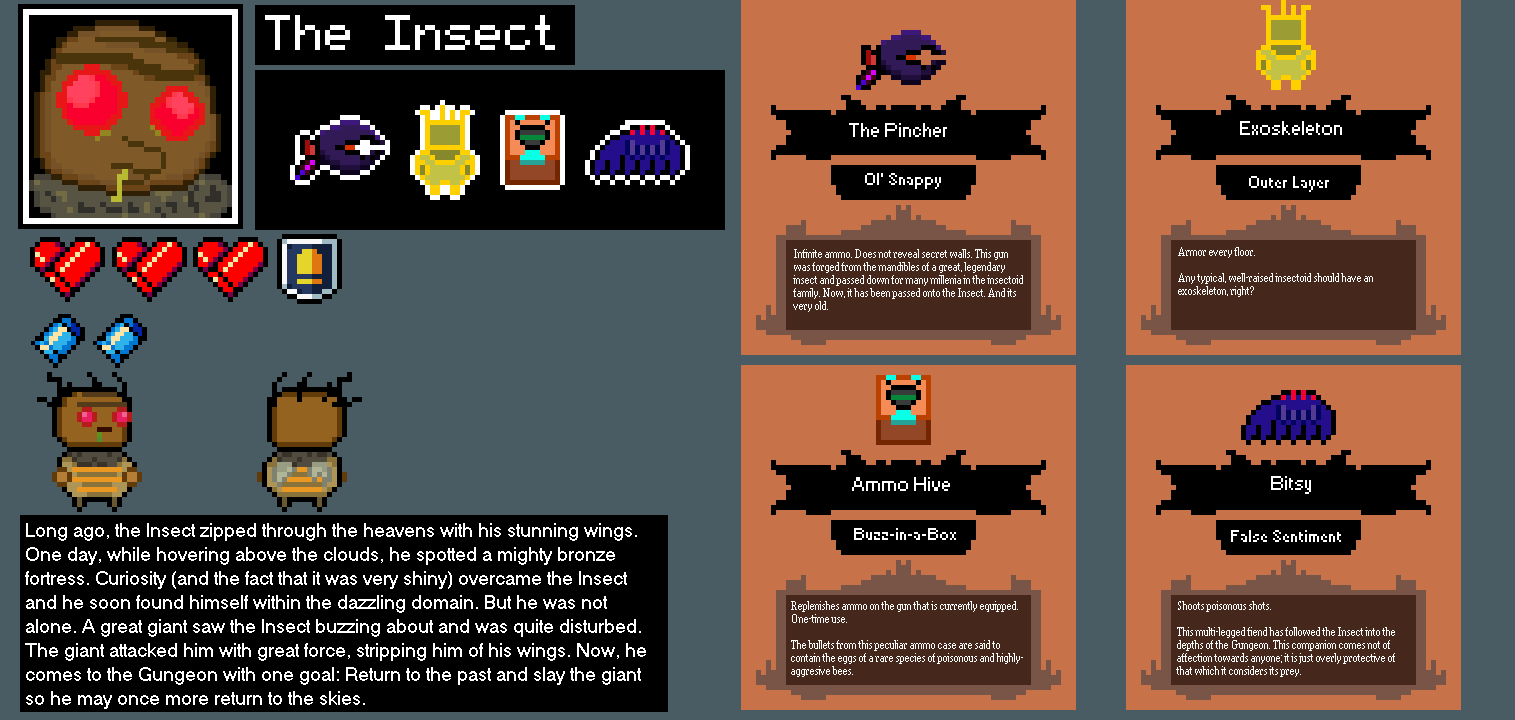 The Insect
Long ago, the Insect zipped through the heavens with his stunning wings.
One day, while hovering above the clouds, he spotted a mighty bronze
fortress. Curiosity (and the fact that it was very shiny) overcame the Insect
and he soon found himself within the dazzling domain. But he was not
alone. A great giant saw the Insect buzzing about and was quite disturbed.
The giant attacked him with great force, stripping him of his wings. Now, he
comes to the Gungeon with one goal: Return to the past and slay the giant
so he may once more return to the skies.
The Pincher
Ol' Snappy
Infinite ammo. Does not reveal secret walls. This gun
was forged from the mandibles of a great, legendary
insect and passed down for many millenia in the insectoid
family. Now, it has been passed onto the Insect. And its
very old.
Exoskeleton
Outer Layer
Armor every floor.
Any typical, well-raised insectoid should have an
exoskeleton, right?
Ammo Hive
Buzz-in-a-Box
Replenishes ammo on the gun that is currently equipped.
One-time use.
The bullets from this peculiar ammo case are said to
contain the eggs of a rare species of poisonous and highly-
aggresive bees.
Bitsy
False Sentiment
Shoots poisonous shots.
This multi-legged fiend has followed the Insect into the
depths of the Gungeon. This companion comes not of
affection towards anyone; it is just overly protective of
that which it considers its prey.